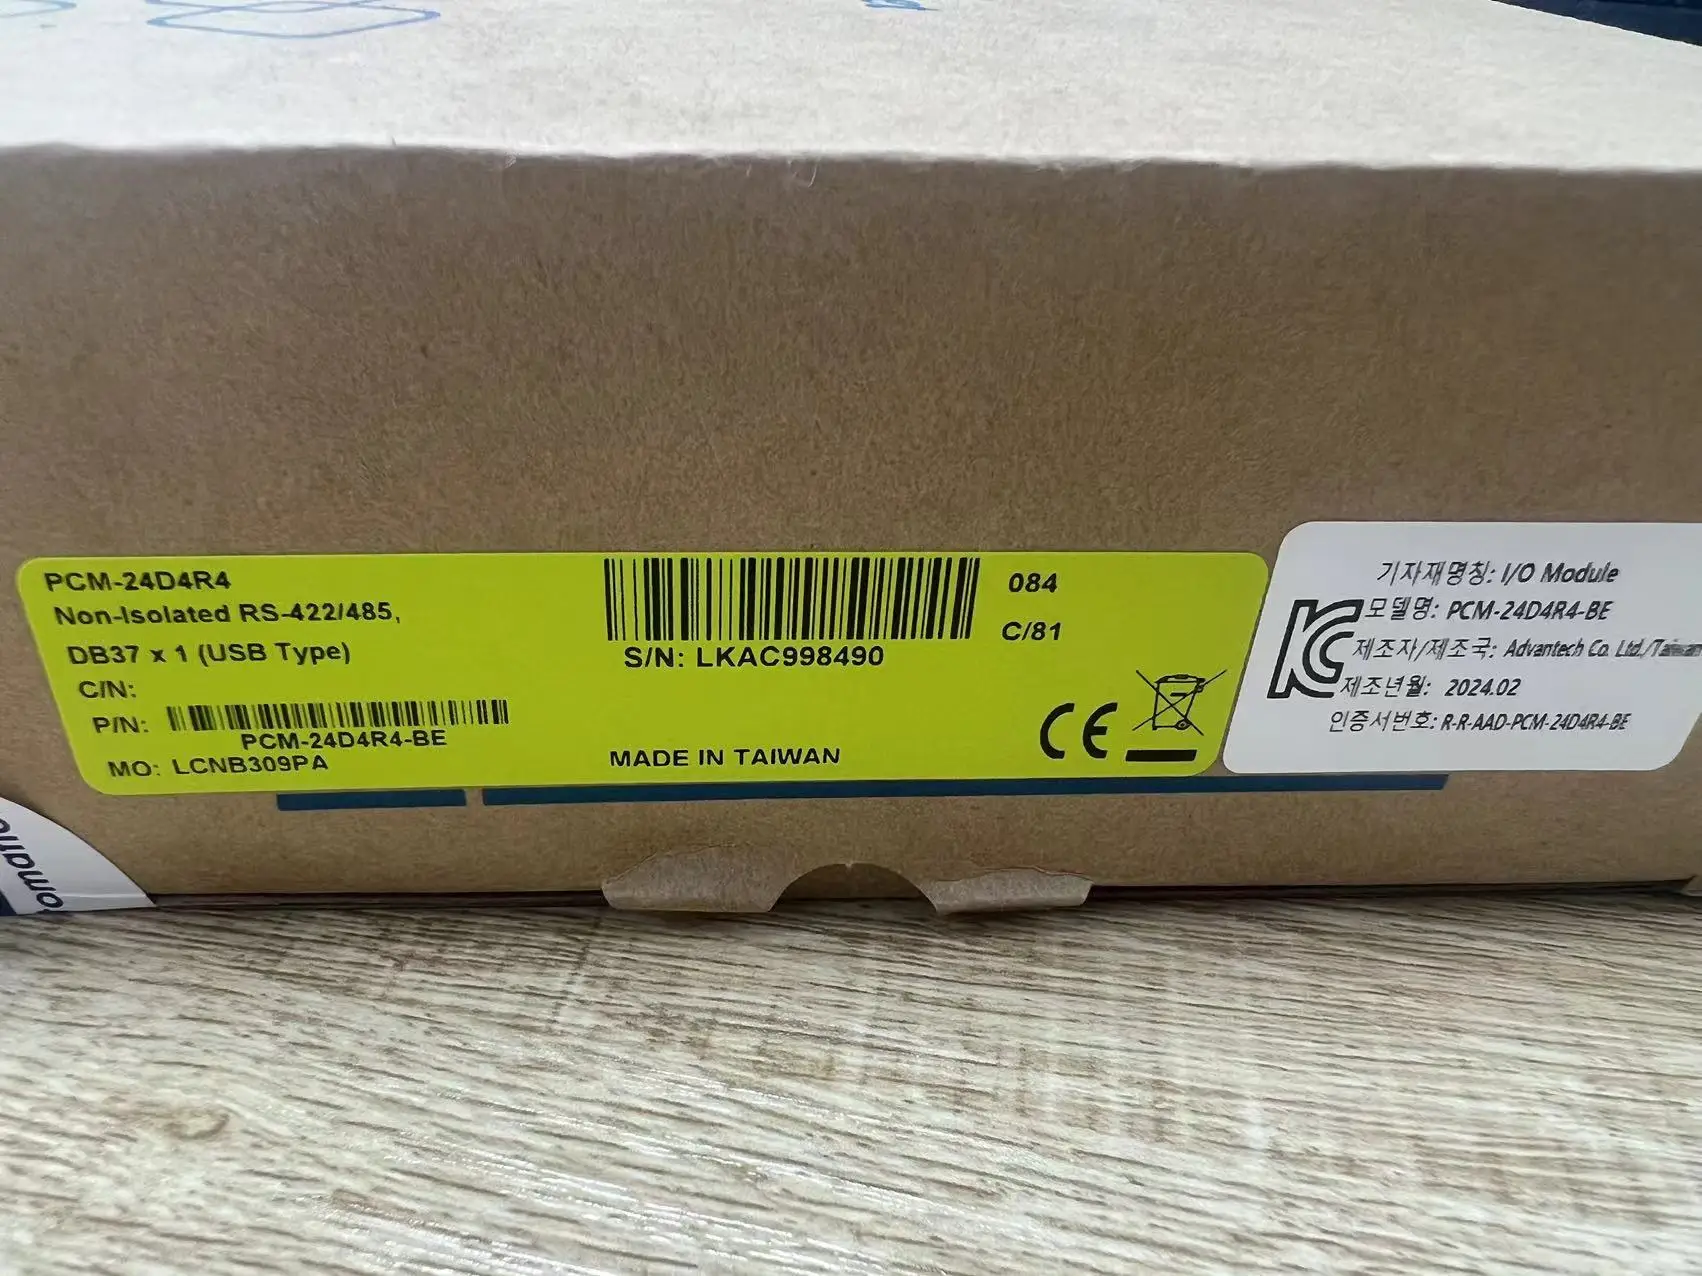 PCM-24D4R4
Non-Isolated RS-422/485,
DB37 x 1 (USB Type)
C/N:
P/N:
PCM-24D4R4-BE
MO: LCNB309PA
S/N: LKAC998490
084
C/81
MADE IN TAIWAN
CE
기자재명칭: I/O Module
모델명: PCM-24D4R4-BE
제조자/제조국: Advantech Co. Ltd./Taiwan
제조년월: 2024.02
인증서번호: R-R-AAD-PCM-24D4R4-BE